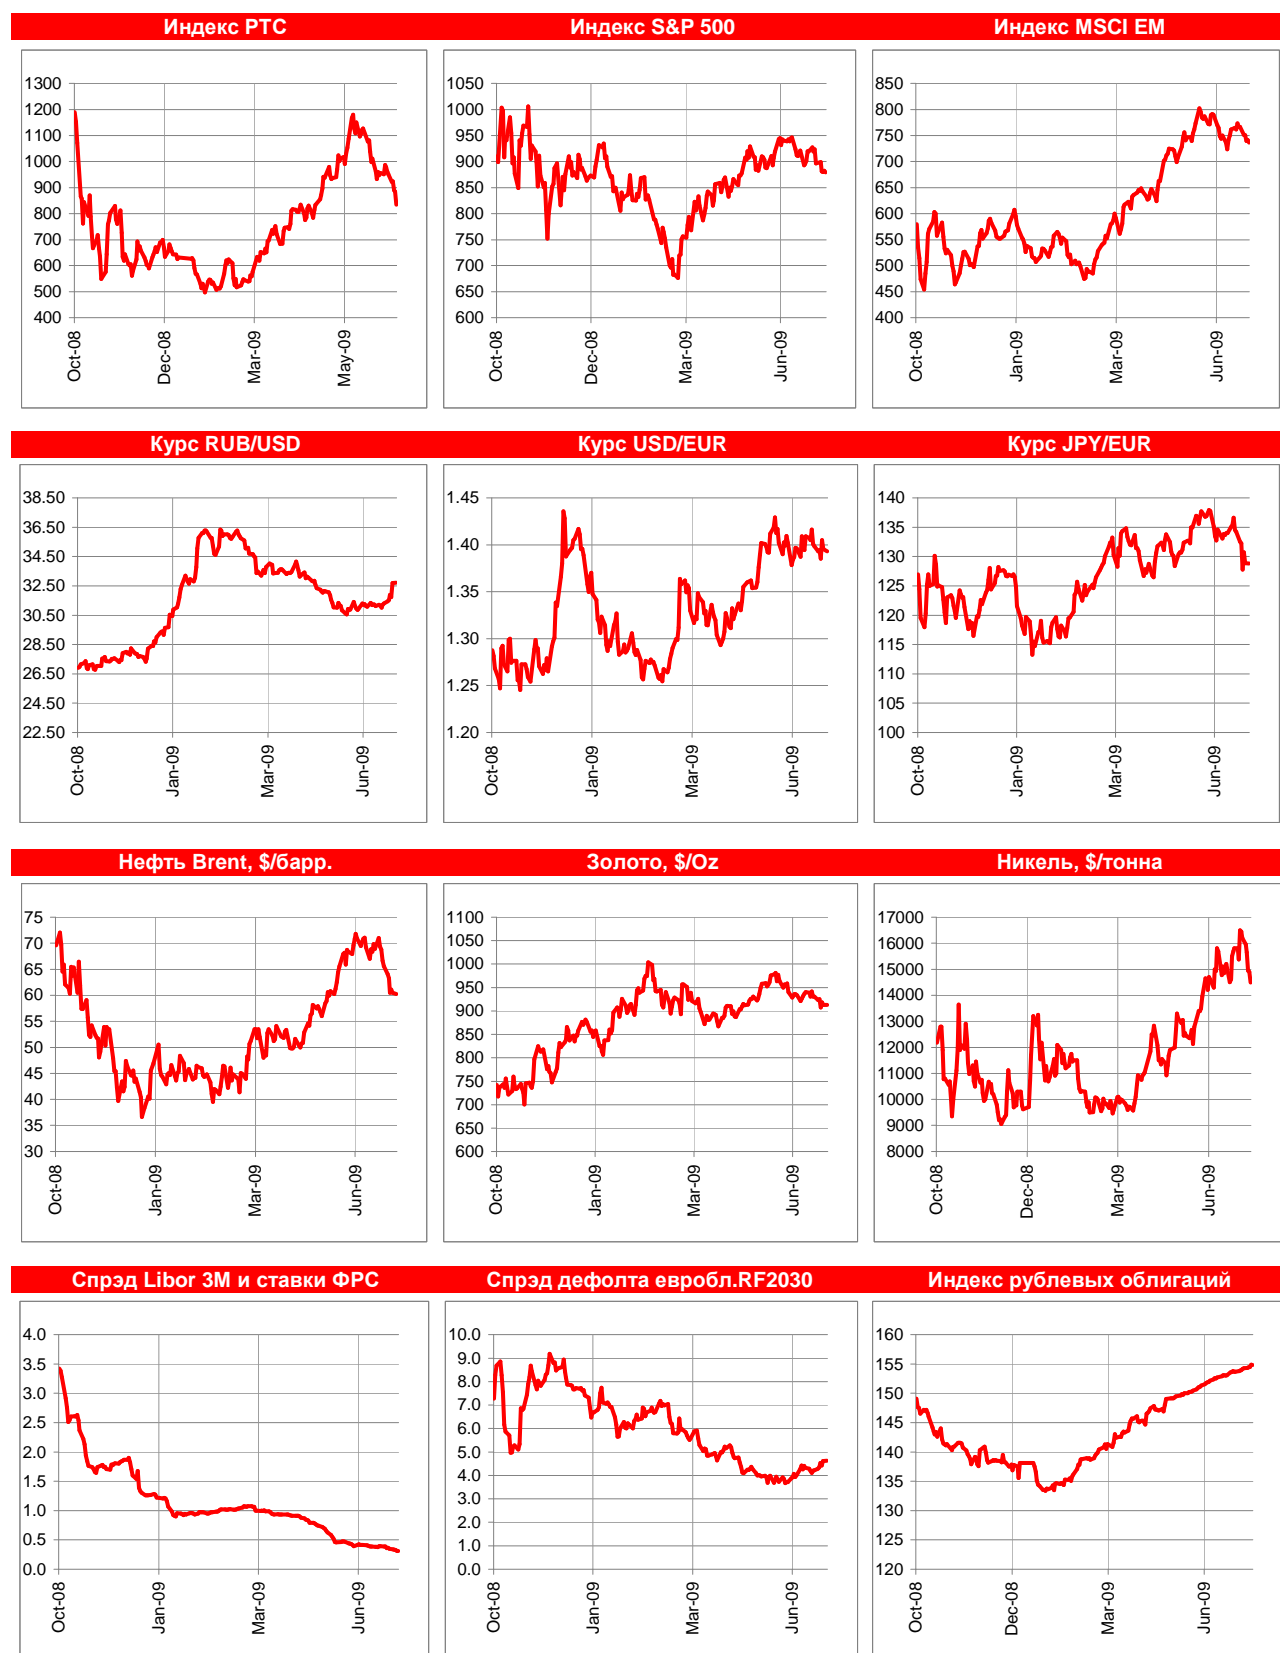 Индекс РТС
Индекс S&P 500
Индекс MSCI EM
1300
1200
1100
1000
900
800
700
600
500
400
Oct-08
Dec-08
Mar-09
May-09
1050
1000
950
900
850
800
750
700
650
600
Oct-08
Dec-08
Mar-09
Jun-09
850
800
750
700
650
600
550
500
450
400
Oct-08
Jan-09
Mar-09
Jun-09
Курс RUB/USD
Курс USD/EUR
Курс JPY/EUR
38.50
36.50
34.50
32.50
30.50
28.50
26.50
24.50
22.50
Oct-08
Jan-09
Mar-09
Jun-09
1.45
1.40
1.35
1.30
1.25
1.20
Oct-08
Jan-09
Mar-09
Jun-09
140
135
130
125
120
115
110
105
100
Oct-08
Jan-09
Mar-09
Jun-09
Нефть Brent, $/барр.
Золото, $/Oz
Никель, $/тонна
75
70
65
60
55
50
45
40
35
30
Oct-08
Jan-09
Mar-09
Jun-09
1100
1050
1000
950
900
850
800
750
700
650
600
Oct-08
Jan-09
Mar-09
Jun-09
17000
16000
15000
14000
13000
12000
11000
10000
9000
8000
Oct-08
Dec-08
Mar-09
Jun-09
Спрэд Libor 3M и ставки ФРС
Спрэд дефолта евробл.RF2030
Индекс рублевых облигаций
4.0
3.5
3.0
2.5
2.0
1.5
1.0
0.5
0.0
Oct-08
Jan-09
Mar-09
Jun-09
10.0
9.0
8.0
7.0
6.0
5.0
4.0
3.0
2.0
1.0
0.0
Oct-08
Jan-09
Mar-09
Jun-09
160
155
150
145
140
135
130
125
120
Oct-08
Dec-08
Mar-09
Jun-09